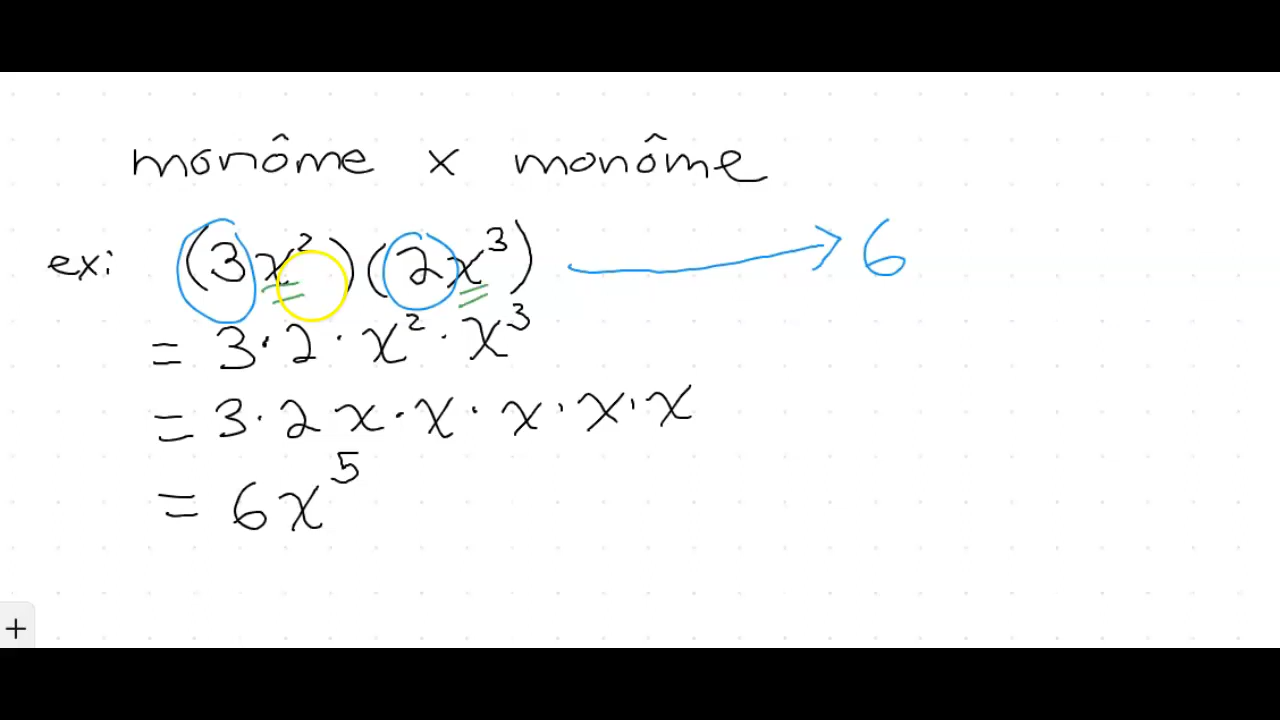 monôme x monôme
ex: (3x²)(2x³) → 6
= 3·2·x²·x³
= 3·2x·x·x·x·x
= 6x⁵
+